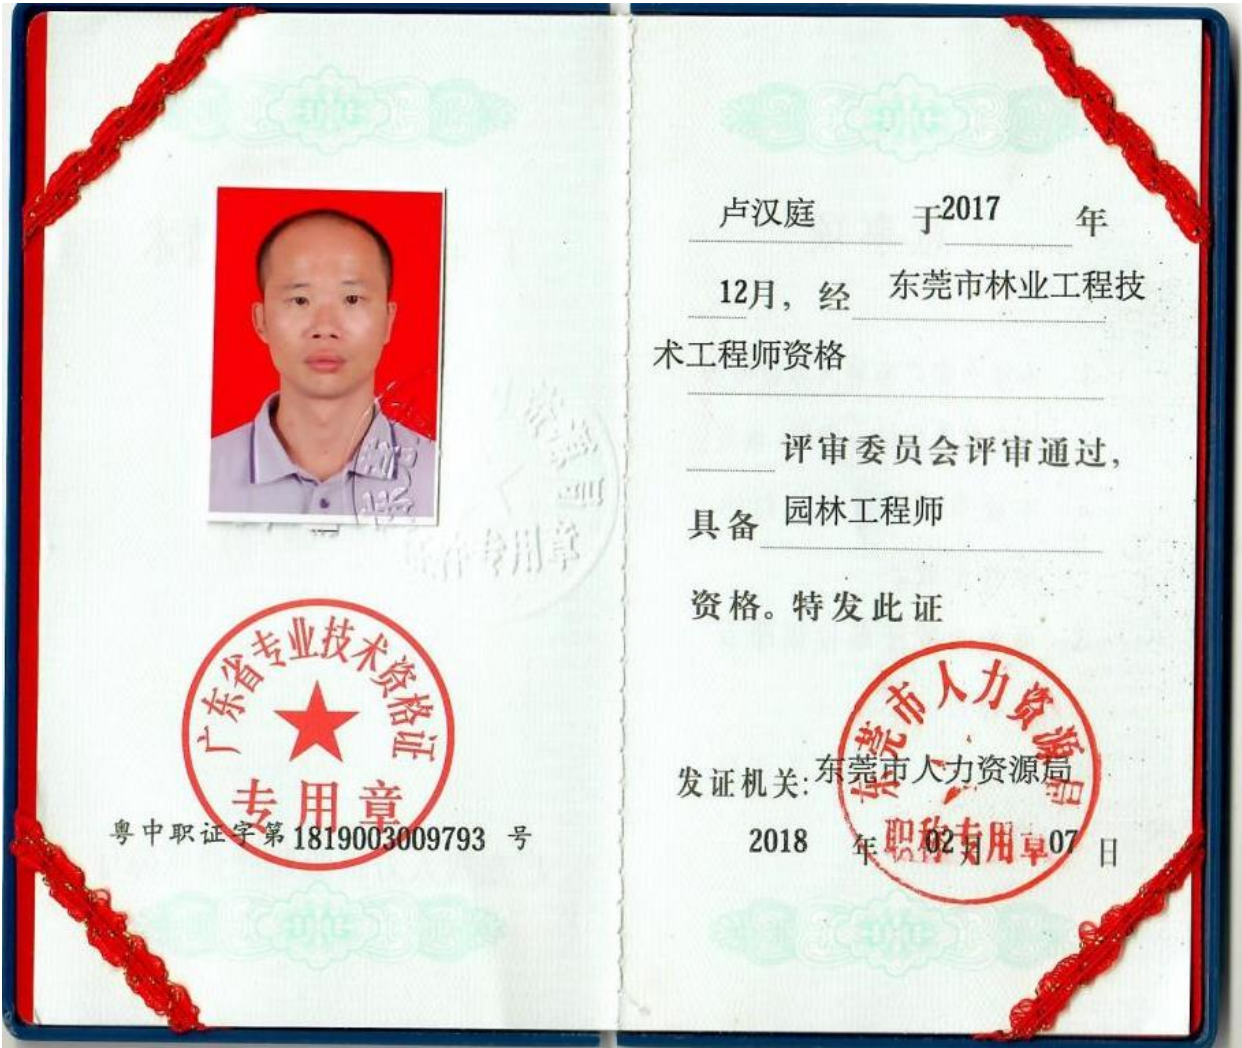 广东省专业技术资格证
专用章
粤中职证字第1819003009793号
卢汉庭 于2017 年
12月，经 东莞市林业工程技
术工程师资格
评审委员会评审通过，
具备 园林工程师
资格。特发此证
发证机关:东莞市人力资源局
2018 年 02月 07 日
东莞市人力资源局
职称专用章